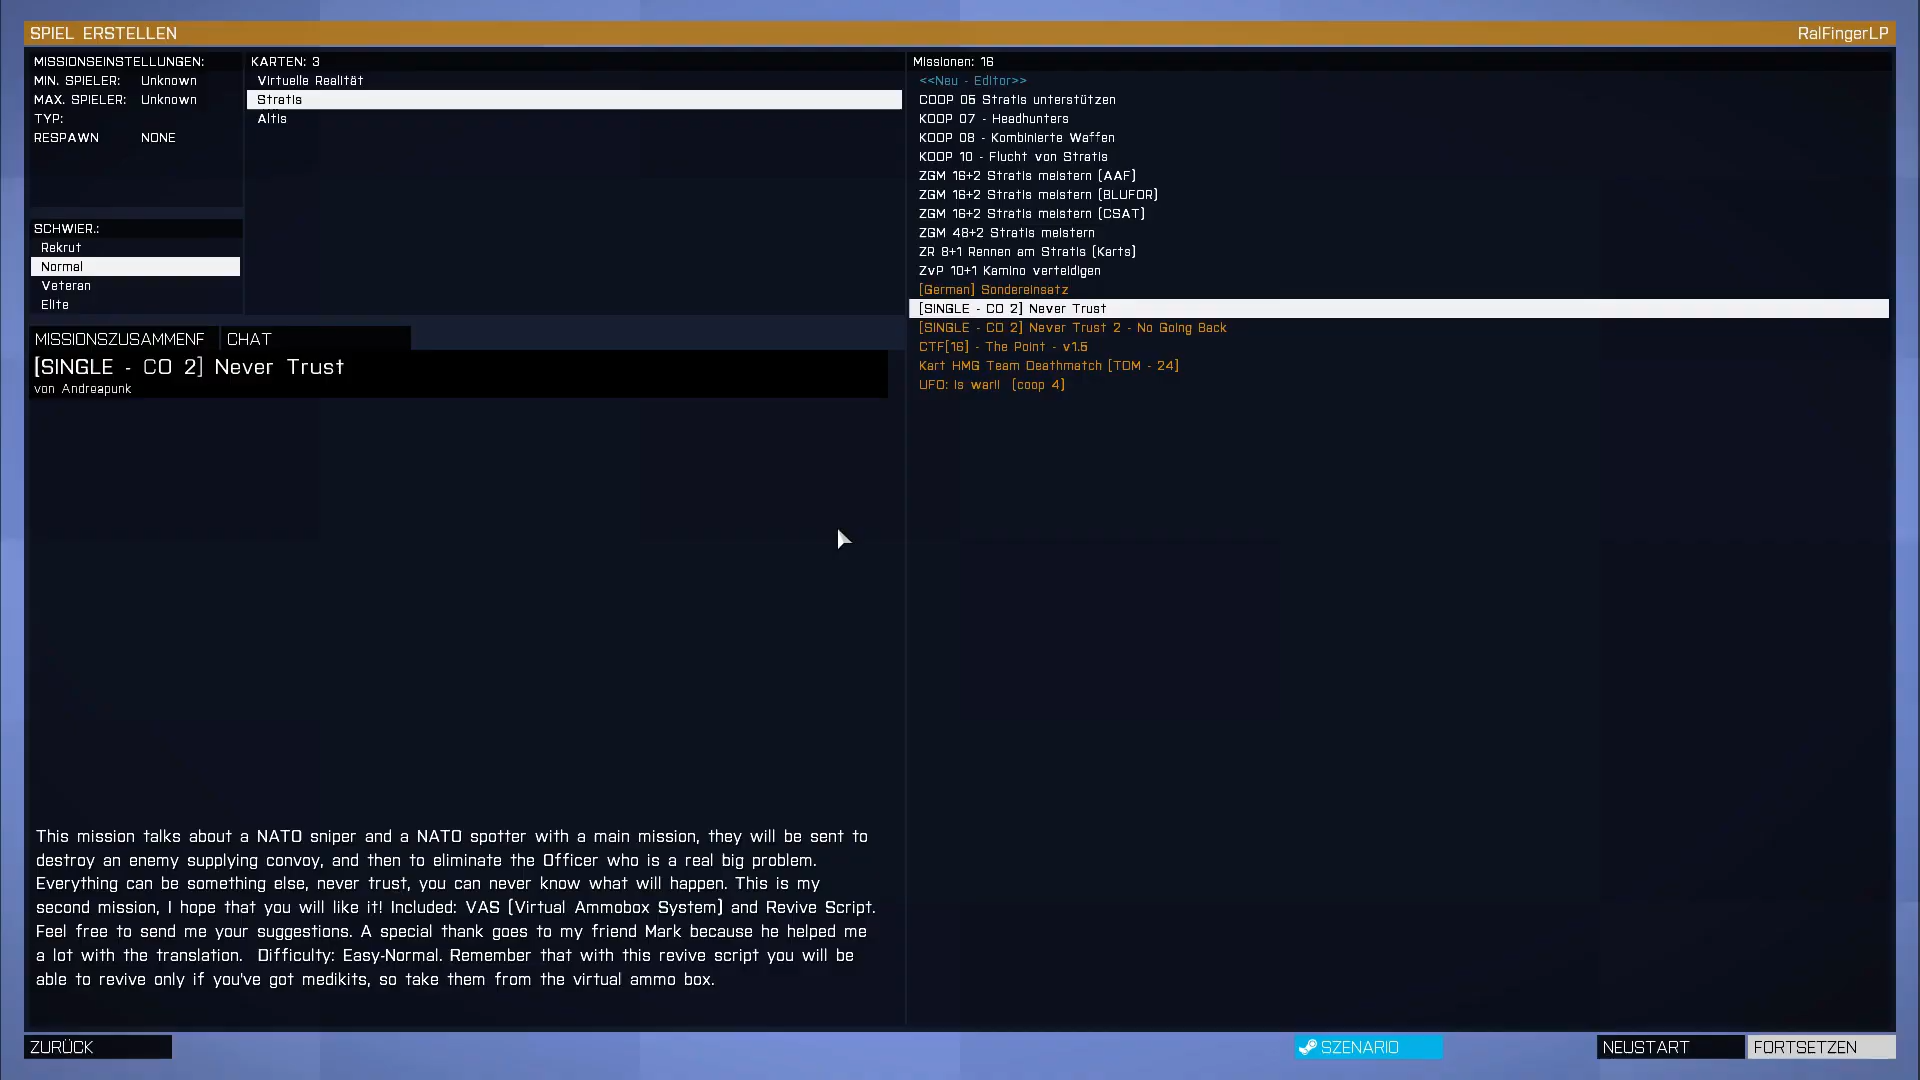 SPIEL ERSTELLEN
RalFingerLP
MISSIONSEINSTELLUNGEN:
MIN. SPIELER: Unknown
MAX. SPIELER: Unknown
TYP:
RESPAWN NONE
SCHWIER.:
Rekrut
Normal
Veteran
Elite
KARTEN: 3
Virtuelle Realität
Stratis
Altis
Missionen: 16
<<Neu - Editor>>
COOP 05 Stratis unterstützen
KOOP 07 - Headhunters
KOOP 08 - Kombinierte Waffen
KOOP 10 - Flucht von Stratis
ZGM 16+2 Stratis meistern (AAF)
ZGM 16+2 Stratis meistern (BLUFOR)
ZGM 16+2 Stratis meistern (CSAT)
ZGM 48+2 Stratis meistern
ZR 8+1 Rennen am Stratis (Karts)
ZvP 10+1 Kamino verteidigen
[German] Sondereinsatz
[SINGLE - CO 2] Never Trust
[SINGLE - CO 2] Never Trust 2 - No Going Back
CTF[16] - The Point - v1.5
Kart HMG Team Deathmatch [TDM - 24]
UFO: is war!! (coop 4)
MISSIONSZUSAMMENF
CHAT
[SINGLE - CO 2] Never Trust
von Andreapunk
This mission talks about a NATO sniper and a NATO spotter with a main mission, they will be sent to
destroy an enemy supplying convoy, and then to eliminate the Officer who is a real big problem.
Everything can be something else, never trust, you can never know what will happen. This is my
second mission, I hope that you will like it! Included: VAS (Virtual Ammobox System) and Revive Script.
Feel free to send me your suggestions. A special thank goes to my friend Mark because he helped me
a lot with the translation. Difficulty: Easy-Normal. Remember that with this revive script you will be
able to revive only if you've got medikits, so take them from the virtual ammo box.
ZURÜCK
SZENARIO
NEUSTART
FORTSETZEN